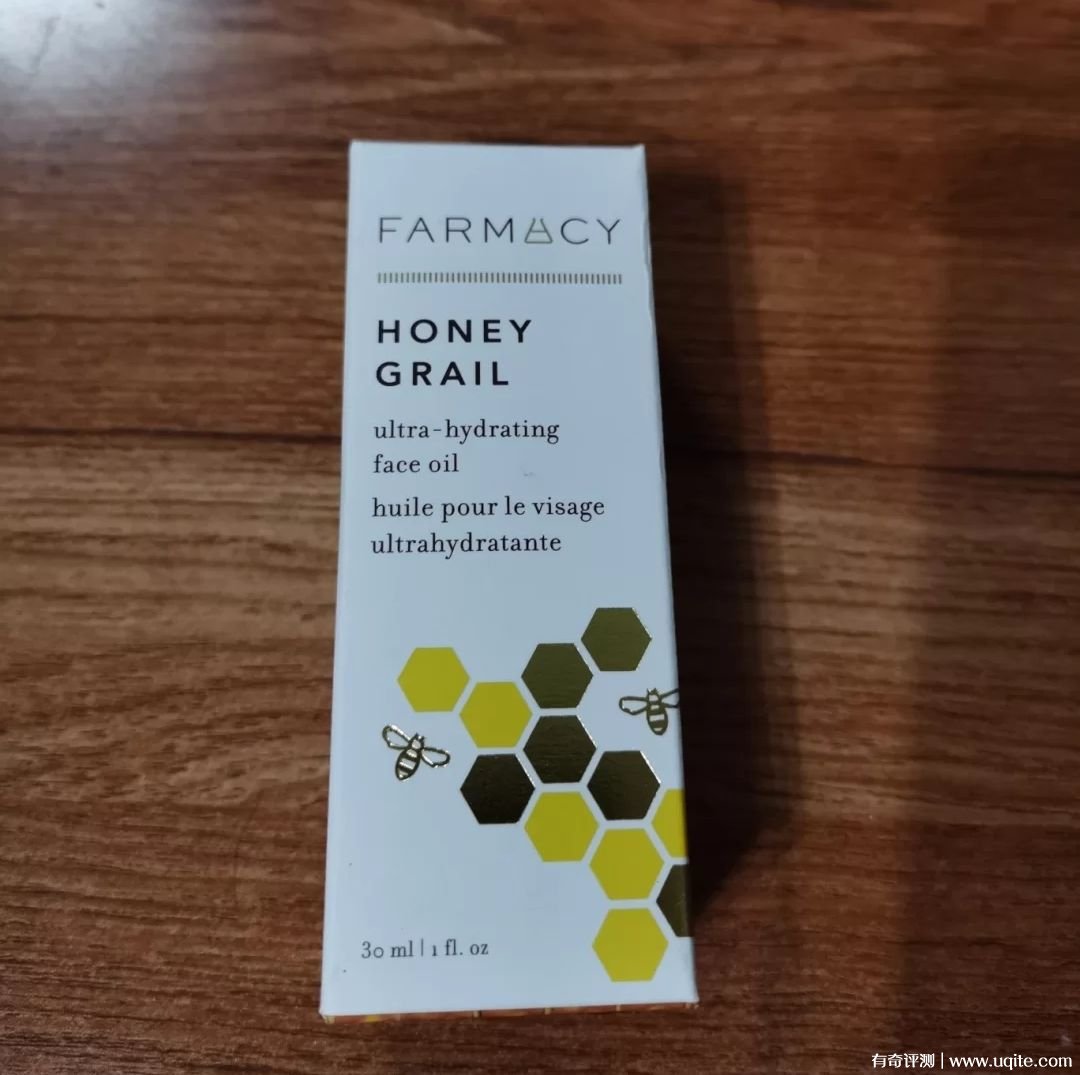 FARMACY
HONEY
GRAIL
ultra-hydrating
face oil
huile pour le visage
ultrahydratante
30 ml | 1 fl. oz
有奇评测 | www.uqite.com